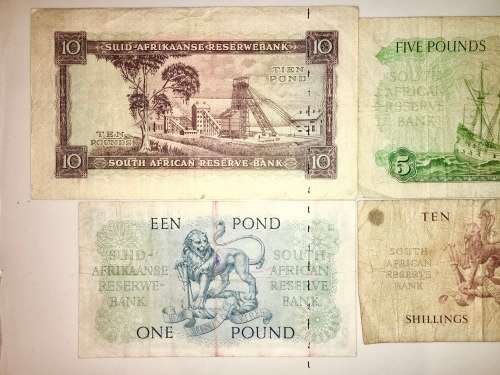 10 SUID-AFRIKAANSE RESERWEBANK 10
TIEN
POND
TEN
POUNDS
10 SOUTH AFRICAN RESERVE-BANK 10
FIVE POUNDS
SOUTH
AFRICAN
RESERVE
BANK
5
EEN POND
SUID-
AFRIKAANSE
RESERWE-
BANK
SOUTH
AFRICAN
RESERVE
BANK
ONE POUND
TEN
SOUTH
AFRICAN
RESERVE
BANK
SHILLINGS